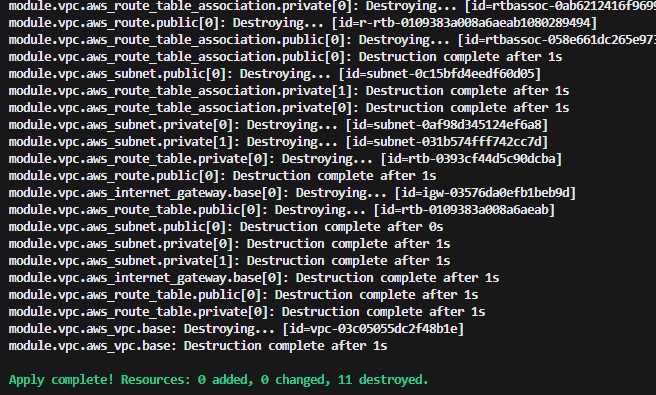 module.vpc.aws_route_table_association.private[0]: Destroying... [id=rtbassoc-0ab6212416f969
module.vpc.aws_route.public[0]: Destroying... [id=r-rtb-0109383a008a6aeab1080289494]
module.vpc.aws_route_table_association.public[0]: Destroying... [id=rtbassoc-058e661dc265e973
module.vpc.aws_route_table_association.public[0]: Destruction complete after 1s
module.vpc.aws_subnet.public[0]: Destroying... [id=subnet-0c15bfd4eedf60d05]
module.vpc.aws_route_table_association.private[1]: Destruction complete after 1s
module.vpc.aws_route_table_association.private[0]: Destruction complete after 1s
module.vpc.aws_subnet.private[0]: Destroying... [id=subnet-0af98d345124ef6a8]
module.vpc.aws_subnet.private[1]: Destroying... [id=subnet-031b574fff742cc7d]
module.vpc.aws_route_table.private[0]: Destroying... [id=rtb-0393cf44d5c90dcba]
module.vpc.aws_route.public[0]: Destruction complete after 1s
module.vpc.aws_internet_gateway.base[0]: Destroying... [id=igw-03576da0efb1beb9d]
module.vpc.aws_route_table.public[0]: Destroying... [id=rtb-0109383a008a6aeab]
module.vpc.aws_subnet.public[0]: Destruction complete after 0s
module.vpc.aws_subnet.private[0]: Destruction complete after 1s
module.vpc.aws_subnet.private[1]: Destruction complete after 1s
module.vpc.aws_internet_gateway.base[0]: Destruction complete after 1s
module.vpc.aws_route_table.public[0]: Destruction complete after 1s
module.vpc.aws_route_table.private[0]: Destruction complete after 1s
module.vpc.aws_vpc.base: Destroying... [id=vpc-03c05055dc2f48b1e]
module.vpc.aws_vpc.base: Destruction complete after 1s
Apply complete! Resources: 0 added, 0 changed, 11 destroyed.